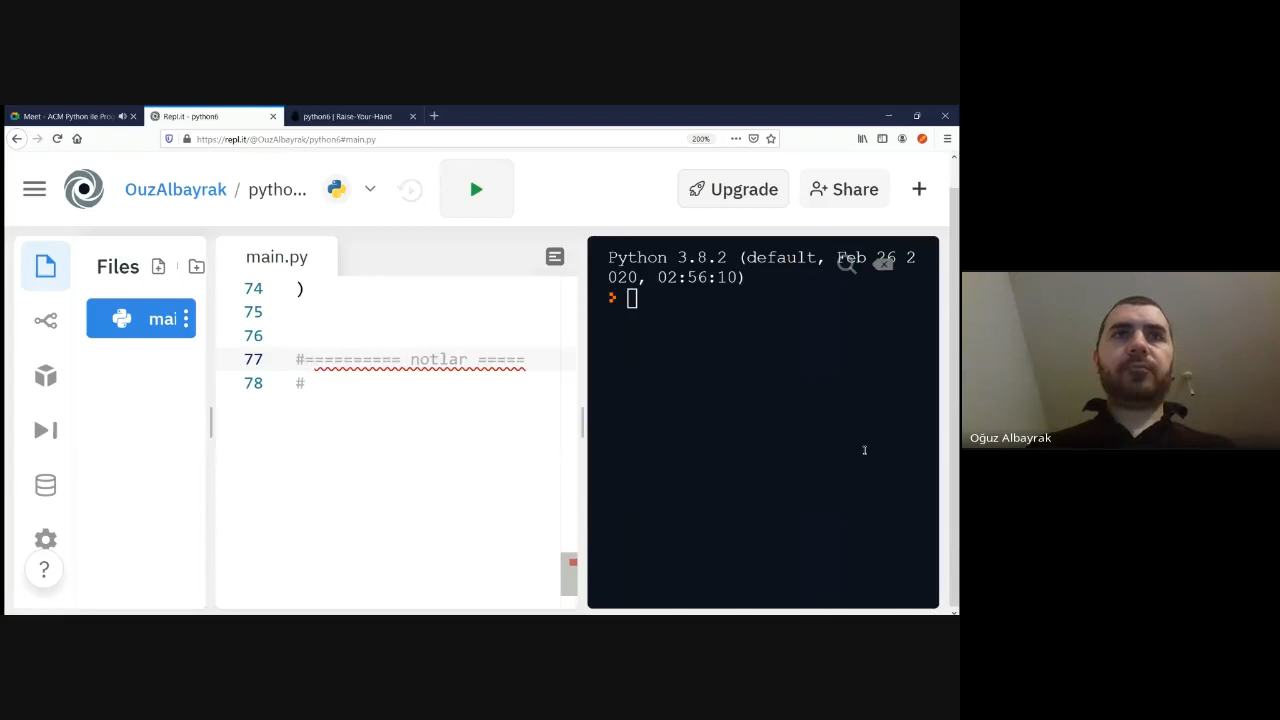 Meet - ACM Python ile Pro
Repl.it - python6
python6 | Raise-Your-Hand
https://repl.it/@OuzAlbayrak/python6#main.py
200%
OuzAlbayrak / pytho...
Upgrade
Share
Files
mai
main.py
74 )
75
76
77 #========== notlar =====
78 #
?
Python 3.8.2 (default, Feb 26 2
020, 02:56:10)
Oğuz Albayrak